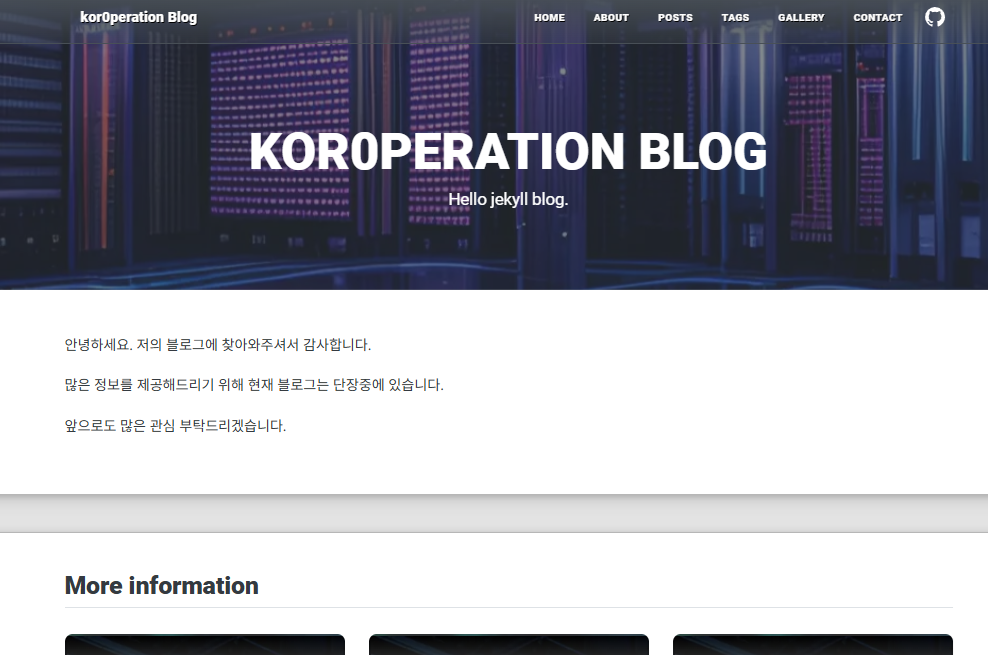 kor0peration Blog
HOME ABOUT POSTS TAGS GALLERY CONTACT
KOR0PERATION BLOG
Hello jekyll blog.
안녕하세요. 저의 블로그에 찾아와주셔서 감사합니다.
많은 정보를 제공해드리기 위해 현재 블로그는 단장중에 있습니다.
앞으로도 많은 관심 부탁드리겠습니다.
More information